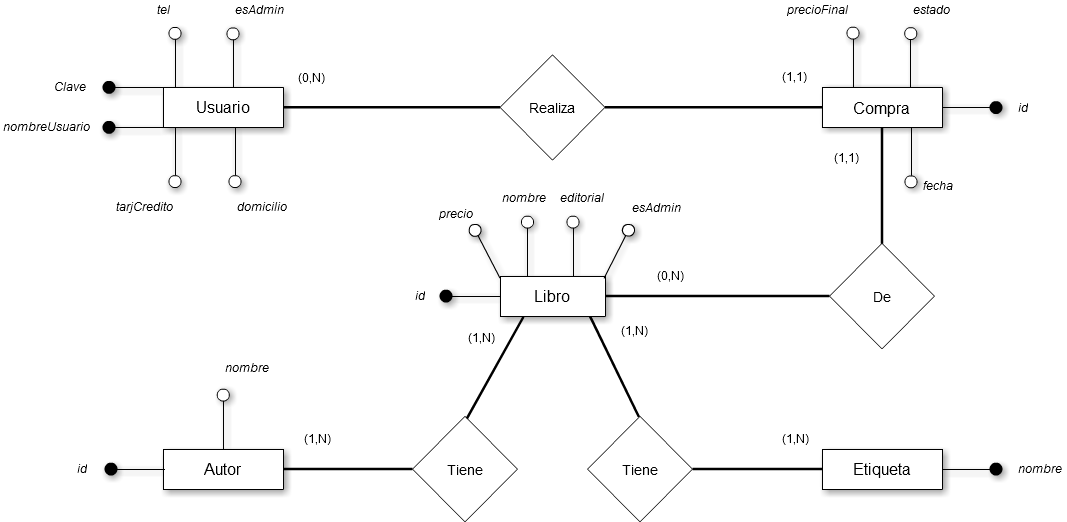 tel
esAdmin
precioFinal
estado
Clave
(0,N)
(1,1)
Usuario
Realiza
Compra
id
nombreUsuario
(1,1)
tarjCredito
domicilio
fecha
precio
nombre
editorial
esAdmin
id
Libro
(0,N)
De
(1,N)
(1,N)
nombre
(1,N)
(1,N)
id
Autor
Tiene
Tiene
Etiqueta
nombre